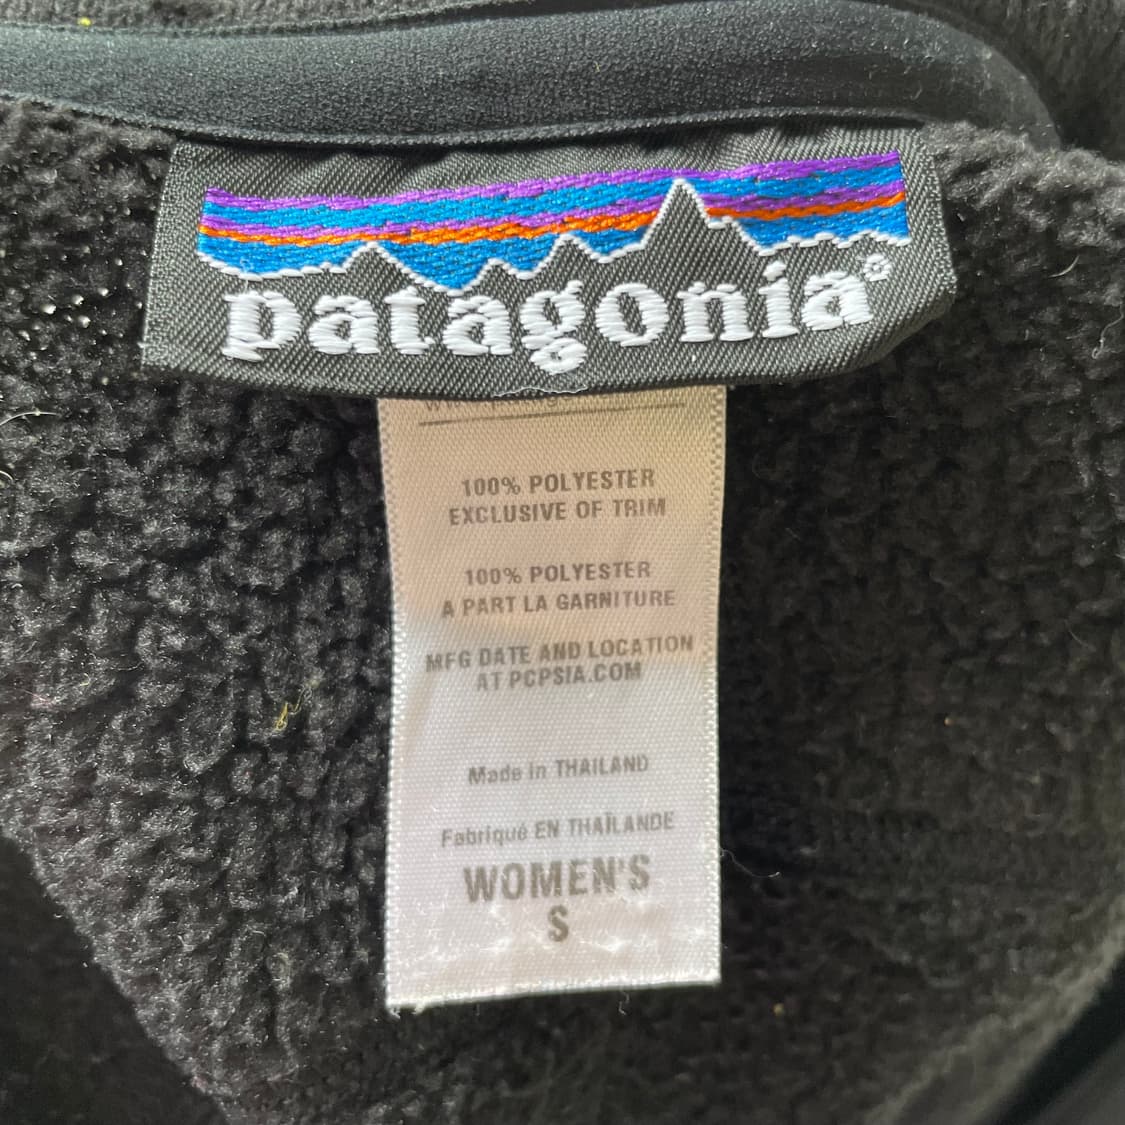 patagonia®
100% POLYESTER
EXCLUSIVE OF TRIM
100% POLYESTER
A PART LA GARNITURE
MFG DATE AND LOCATION
AT PCPSIA.COM
Made in THAILAND
Fabriqué EN THAÏLANDE
WOMEN'S
S